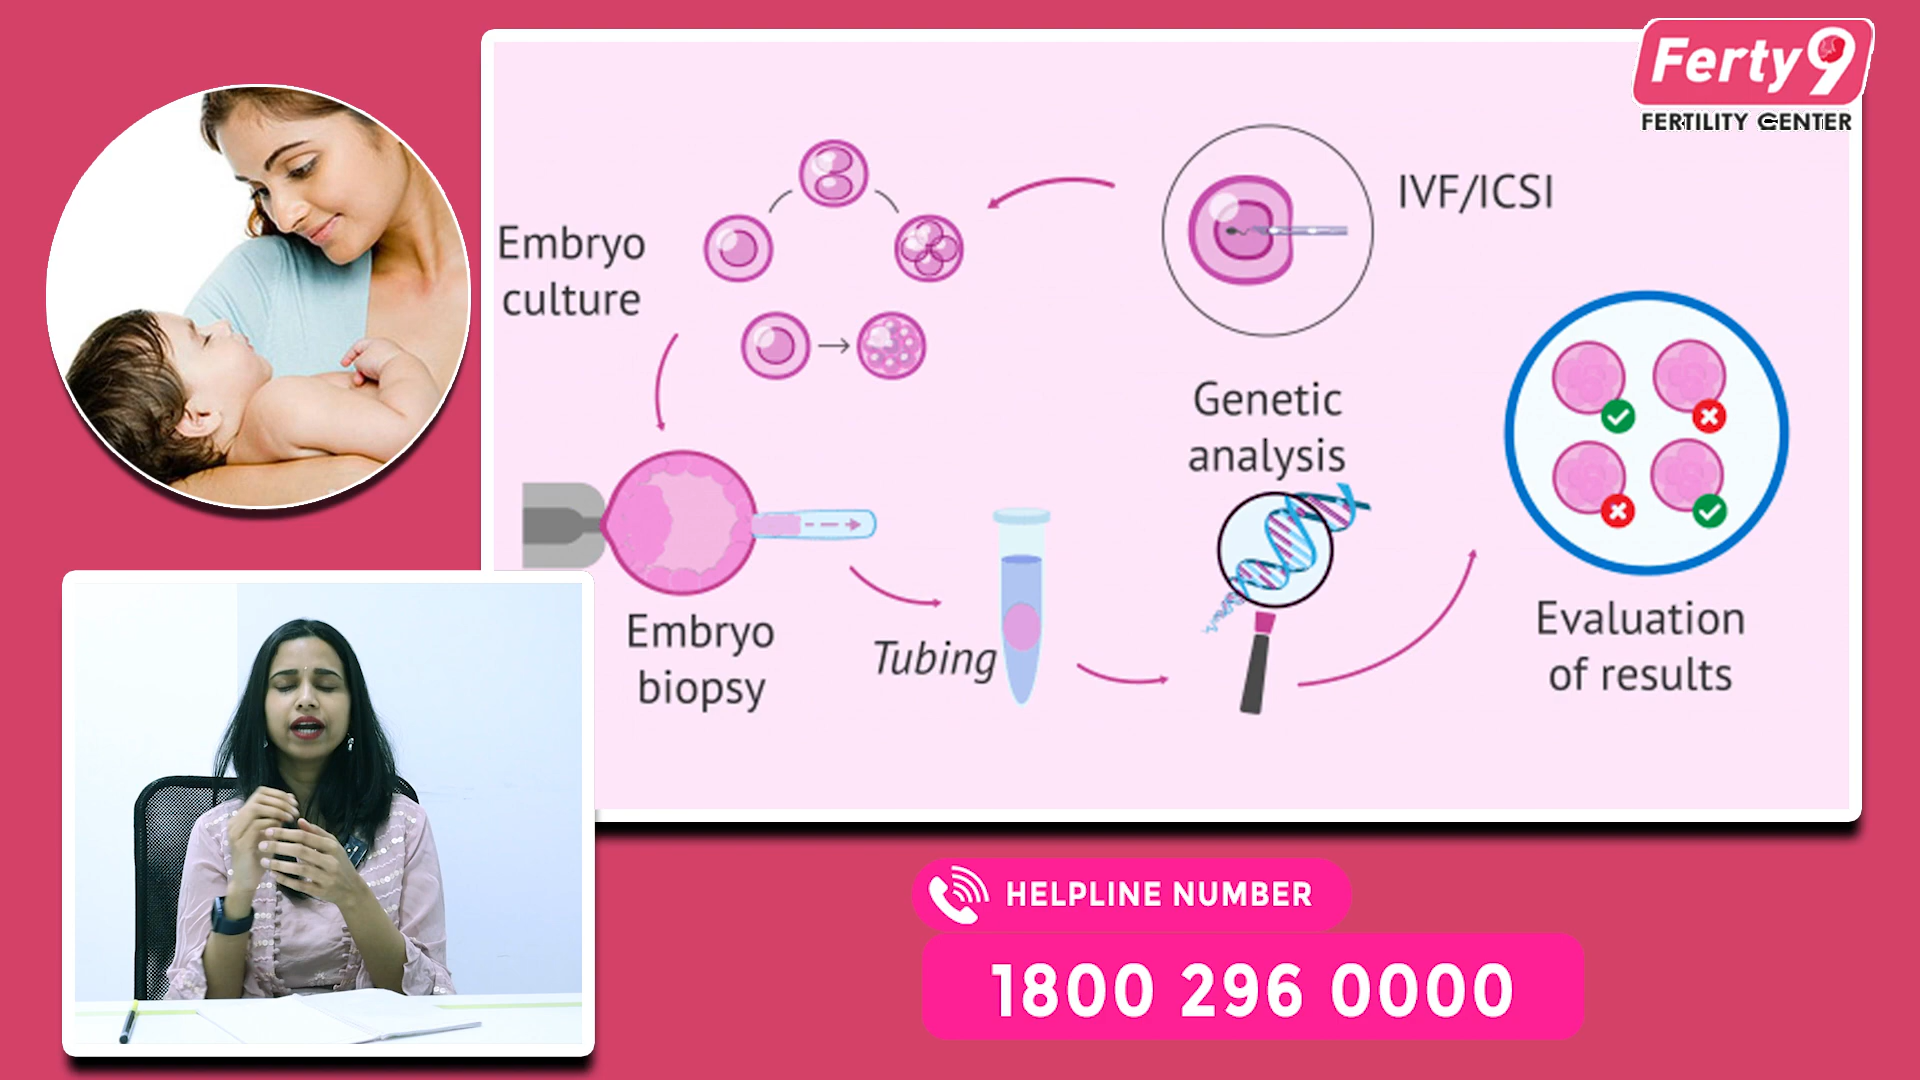 Ferty9
FERTILITY CENTER
IVF/ICSI
Embryo
culture
Genetic
analysis
Embryo
biopsy
Tubing
Evaluation
of results
HELPLINE NUMBER
1800 296 0000